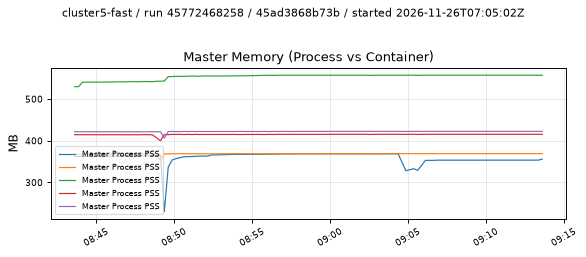 cluster5-fast / run 45772468258 / 45ad3868b73b / started 2026-11-26T07:05:02Z
Master Memory (Process vs Container)
MB
500
400
300
Master Process PSS
Master Process PSS
Master Process PSS
Master Process PSS
Master Process PSS
08:45
08:50
08:55
09:00
09:05
09:10
09:15